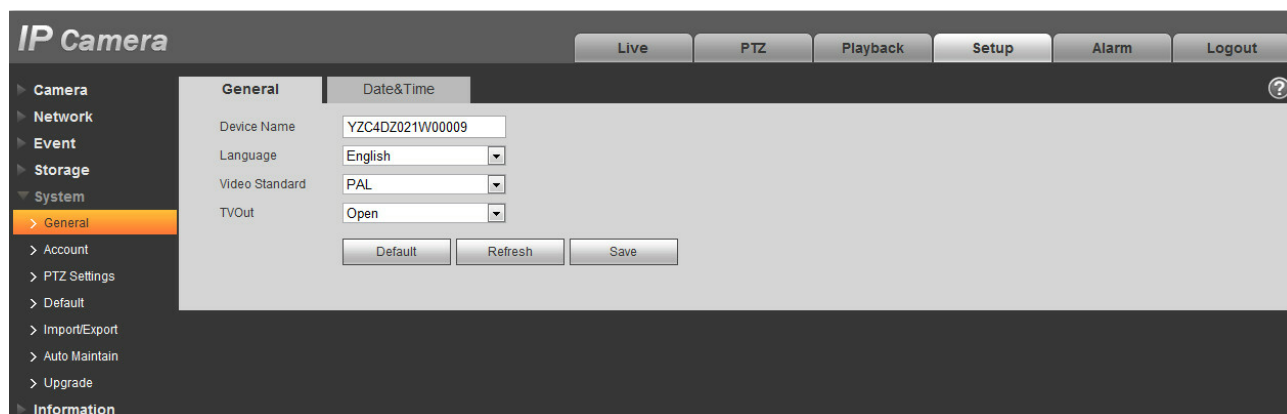 IP Camera
Live
PTZ
Playback
Setup
Alarm
Logout
Camera
Network
Event
Storage
System
General
Account
PTZ Settings
Default
Import/Export
Auto Maintain
Upgrade
Information
General
Date&Time
?
Device Name YZC4DZ021W00009
Language English
Video Standard PAL
TVOut Open
Default
Refresh
Save